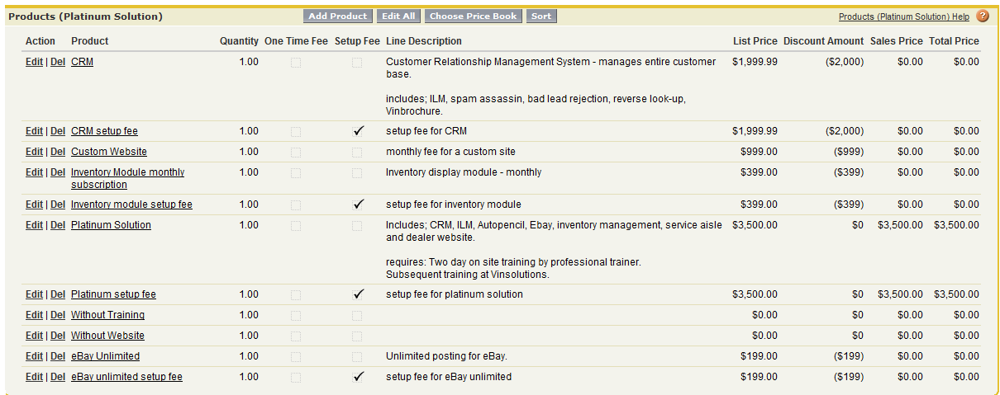 Products (Platinum Solution) Add Product Edit All Choose Price Book Sort Products (Platinum Solution) Help ?
Action Product Quantity One Time Fee Setup Fee Line Description List Price Discount Amount Sales Price Total Price
Edit | Del CRM 1.00 Customer Relationship Management System - manages entire customer $1,999.99 ($2,000) $0.00 $0.00
base.
includes; ILM, spam assassin, bad lead rejection, reverse look-up,
Vinbrochure.
Edit | Del CRM setup fee 1.00 setup fee for CRM $1,999.99 ($2,000) $0.00 $0.00
Edit | Del Custom Website 1.00 monthly fee for a custom site $999.00 ($999) $0.00 $0.00
Edit | Del Inventory Module monthly 1.00 Inventory display module - monthly $399.00 ($399) $0.00 $0.00
subscription
Edit | Del Inventory module setup fee 1.00 setup fee for inventory module $399.00 ($399) $0.00 $0.00
Edit | Del Platinum Solution 1.00 Includes; CRM, ILM, Autopencil, Ebay, inventory management, service aisle $3,500.00 $0 $3,500.00 $3,500.00
and dealer website.
requires: Two day on site training by professional trainer.
Subsequent training at Vinsolutions.
Edit | Del Platinum setup fee 1.00 setup fee for platinum solution $3,500.00 $0 $3,500.00 $3,500.00
Edit | Del Without Training 1.00 $0.00 $0 $0.00 $0.00
Edit | Del Without Website 1.00 $0.00 $0 $0.00 $0.00
Edit | Del eBay Unlimited 1.00 Unlimited posting for eBay. $199.00 ($199) $0.00 $0.00
Edit | Del eBay unlimited setup fee 1.00 setup fee for eBay unlimited $199.00 ($199) $0.00 $0.00